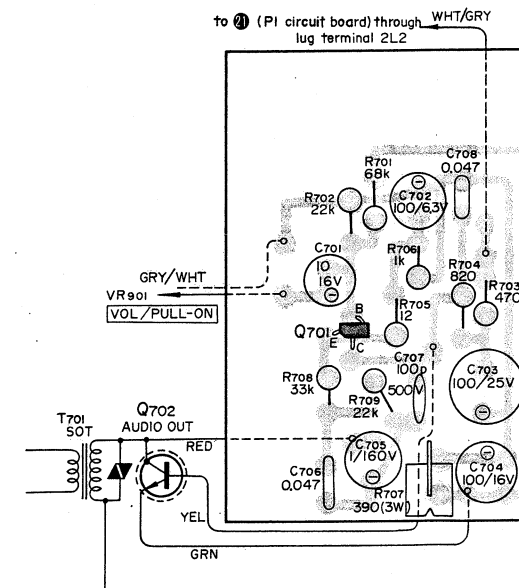 to 21 (P1 circuit board) through
lug terminal 2L2
WHT/GRY
C708
0.047
R701
68k
R702
22k
C702
100/6.3V
C701
10
16V
R706
1k
R704
820
R703
470
GRY/WHT
VR901
VOL/PULL-ON
R705
12
B
E
C
Q701
C707
100p
500V
C703
100/25V
R708
33k
R709
22k
T701
SOT
Q702
AUDIO OUT
RED
C705
1/160V
C706
0.047
R707
390(3W)
C704
100/16V
YEL
GRN